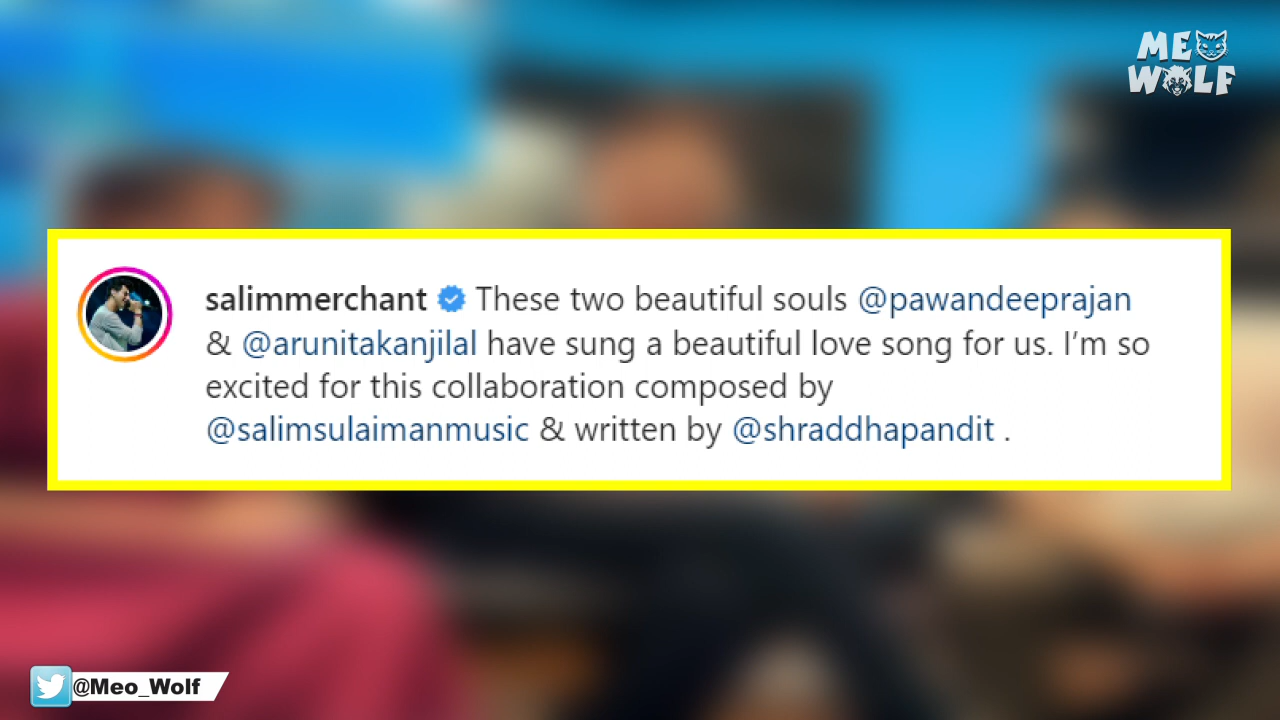 ME
WOLF
salimmerchant These two beautiful souls @pawandeeprajan
& @arunitakanjilal have sung a beautiful love song for us. I'm so
excited for this collaboration composed by
@salimsulaimanmusic & written by @shraddhapandit .
@Meo_Wolf